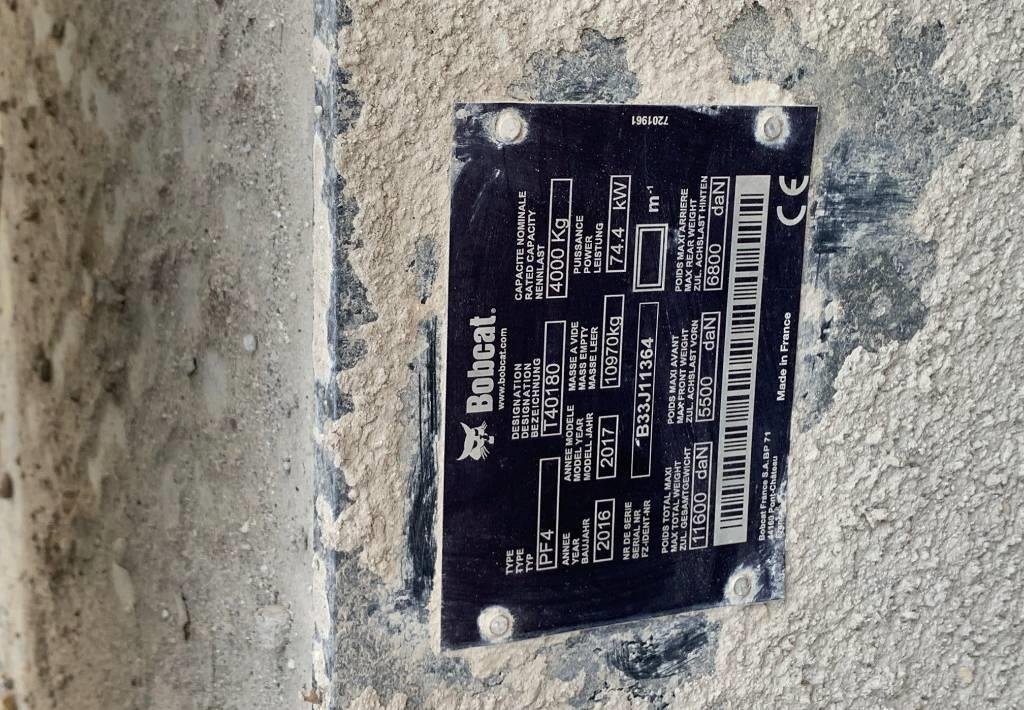 Bobcat.
www.bobcat.com
7201961
TYPE
TYPE
TYP
PF4
DESIGNATION
DESIGNATION
BEZEICHNUNG
T40180
CAPACITE NOMINALE
RATED CAPACITY
NENNLAST
4000 Kg
ANNEE
YEAR
BAUJAHR
2016
ANNEE MODELE
MODEL YEAR
MODELL JAHR
2017
MASSE A VIDE
MASS EMPTY
MASSE LEER
10970kg
PUISSANCE
POWER
LEISTUNG
74.4 kW
NR DE SERIE
SERIAL NR
FZ-IDENT-NR
B33J11364
m-1
POIDS TOTAL MAXI
MAX TOTAL WEIGHT
ZUL. GESAMTGEWICHT
11600 daN
POIDS MAXI AVANT
MAX FRONT WEIGHT
ZUL. ACHSLAST VORN
5500 daN
POIDS MAXI ARRIERE
MAX REAR WEIGHT
ZUL. ACHSLAST HINTEN
6800 daN
Bobcat France S.A. BP 71
44160 Pont-Château
Made in France
CE